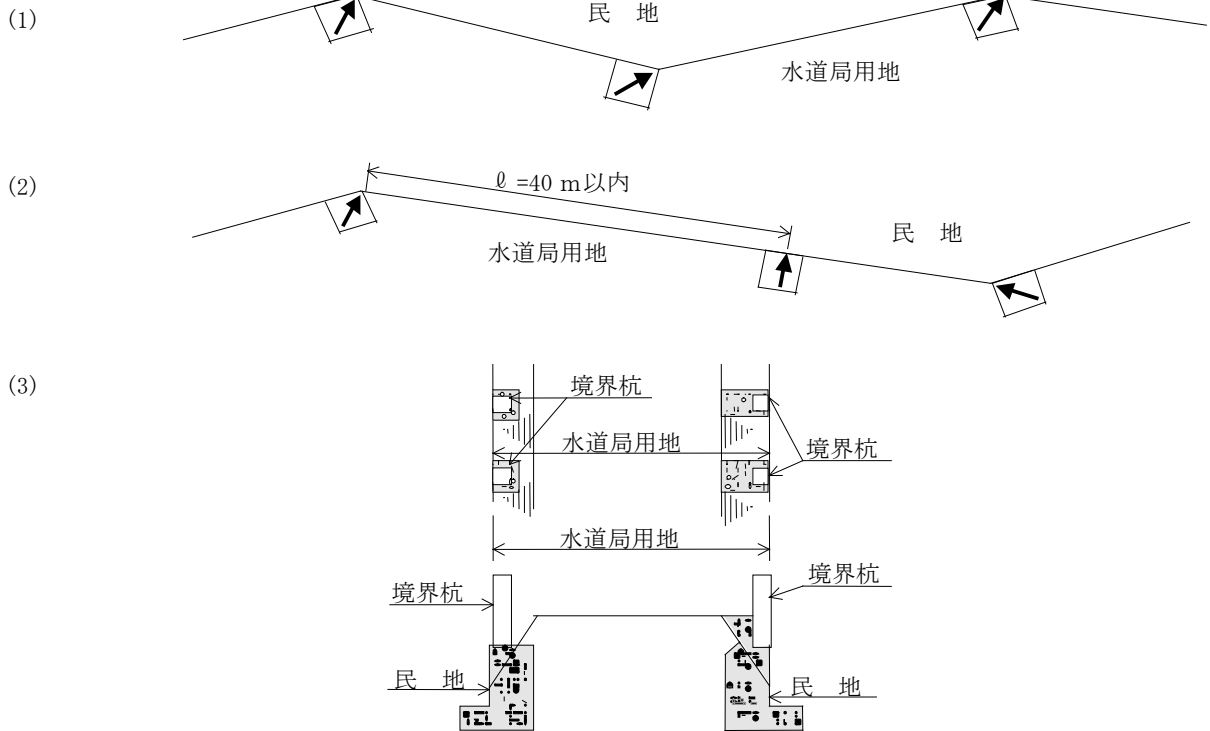 (1)
民　地
水道局用地
(2)
ℓ =40 m以内
民　地
水道局用地
(3)
境界杭
水道局用地
境界杭
水道局用地
境界杭
境界杭
民　地
民　地